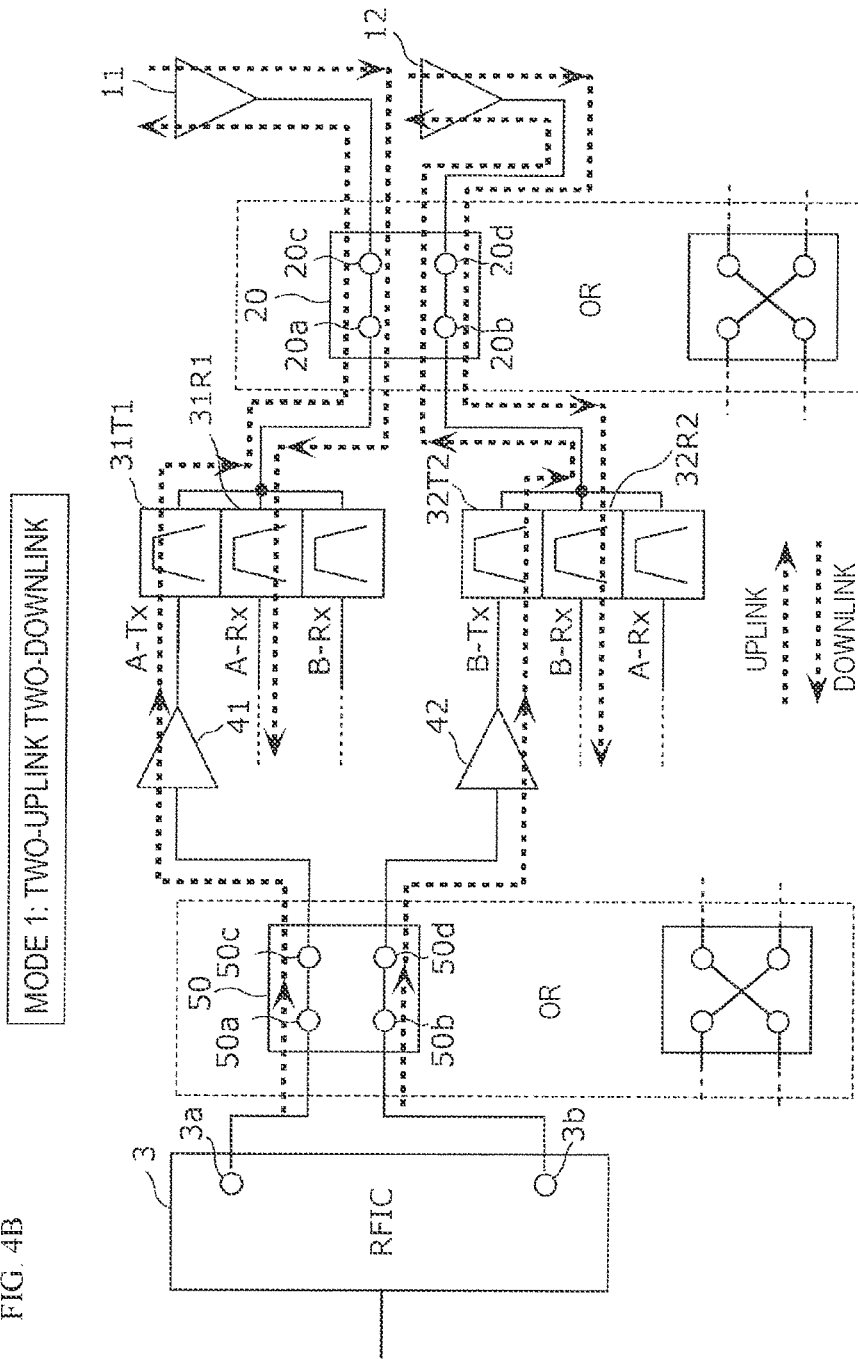 FIG. 4B
MODE 1: TWO-UPLINK TWO-DOWNLINK
3
3a
3b
RFIC
50
50a
50c
50b
50d
OR
41
42
A-Tx
A-Rx
B-Rx
B-Tx
B-Rx
A-Rx
31T1
31R1
32T2
32R2
20
20a
20c
20b
20d
OR
11
12
UPLINK
DOWNLINK